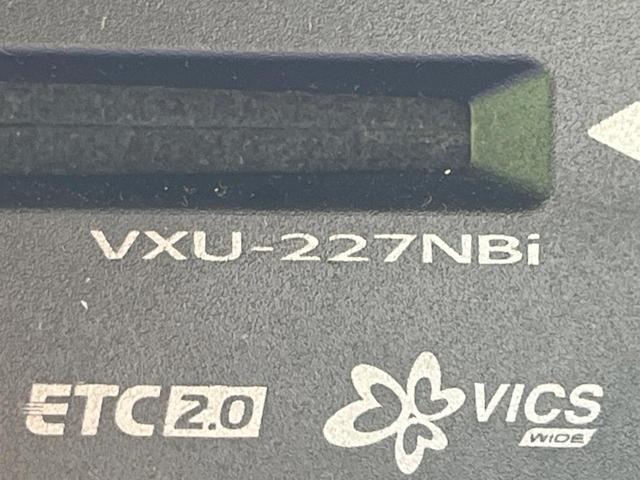 VXU-227NBi
ETC 2.0
VICS
WIDE